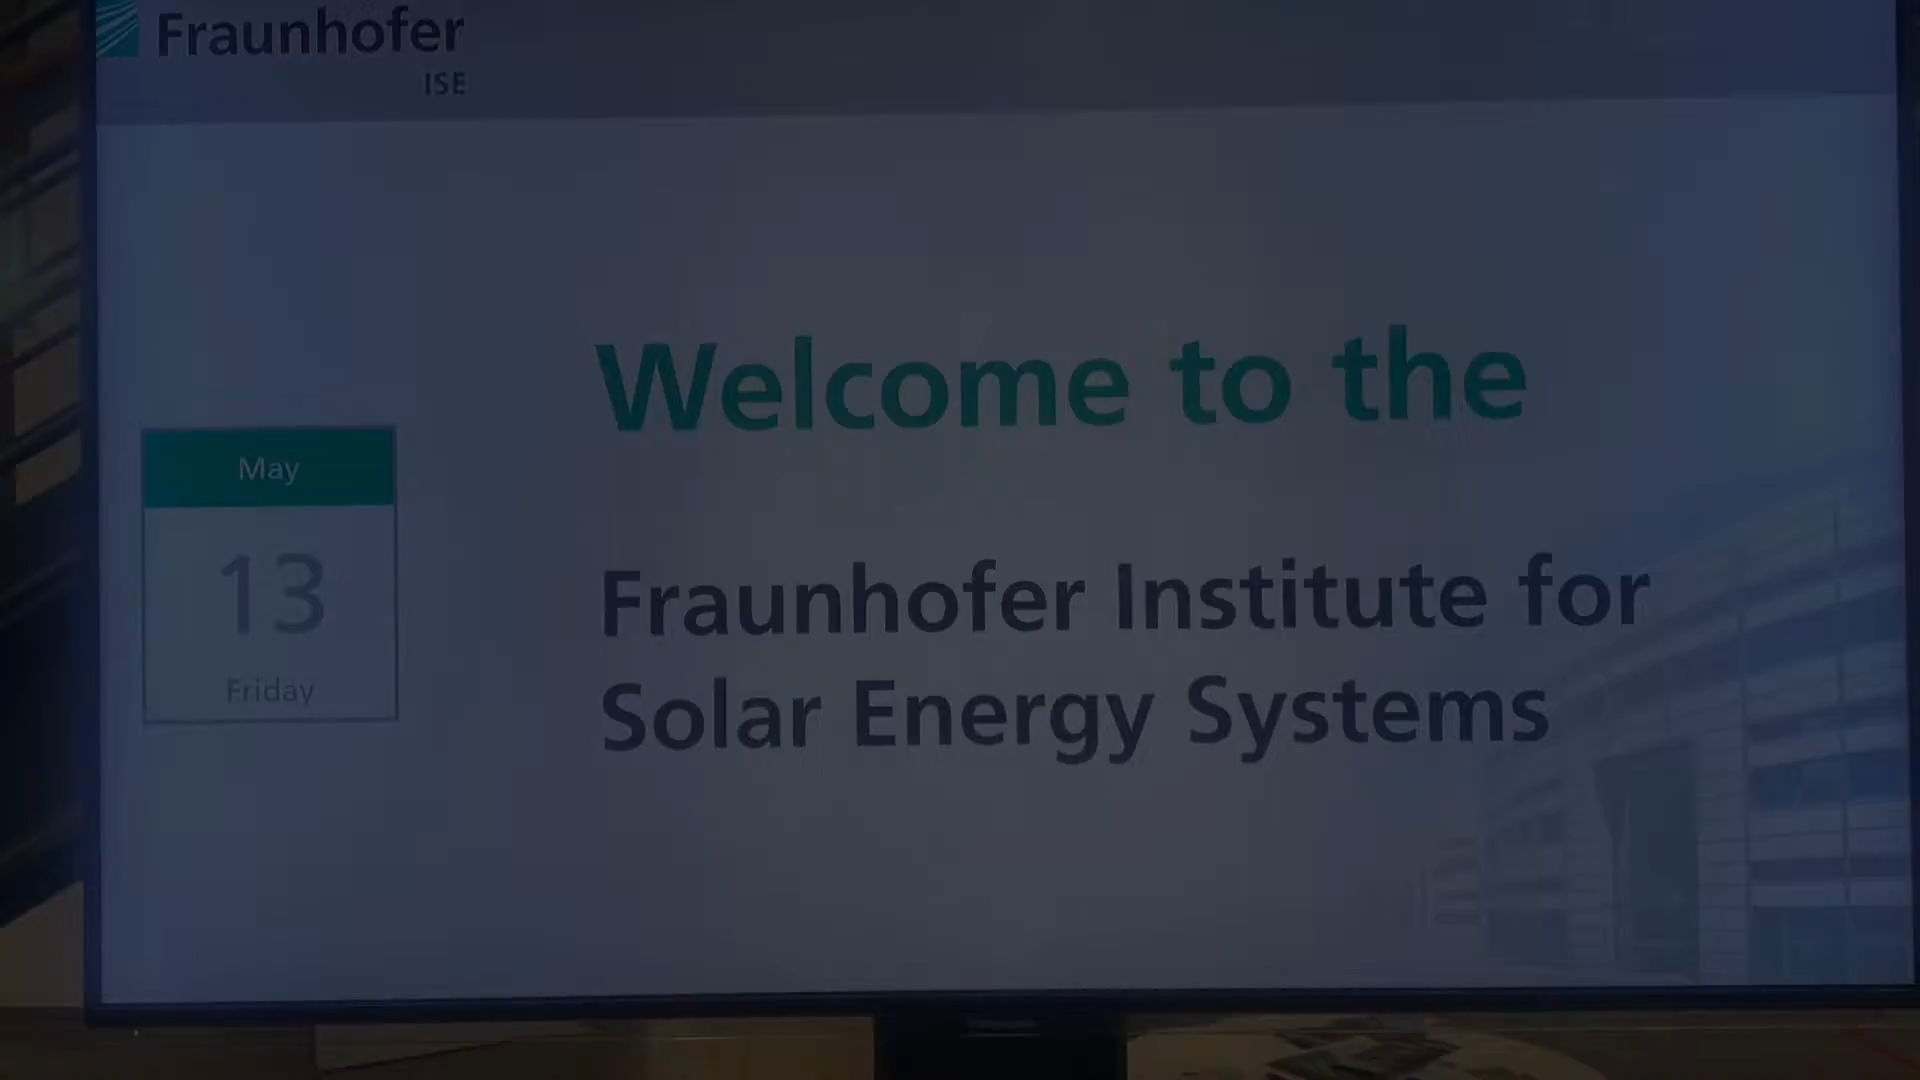 Fraunhofer
ISE
Welcome to the
May
13
Friday
Fraunhofer Institute for
Solar Energy Systems